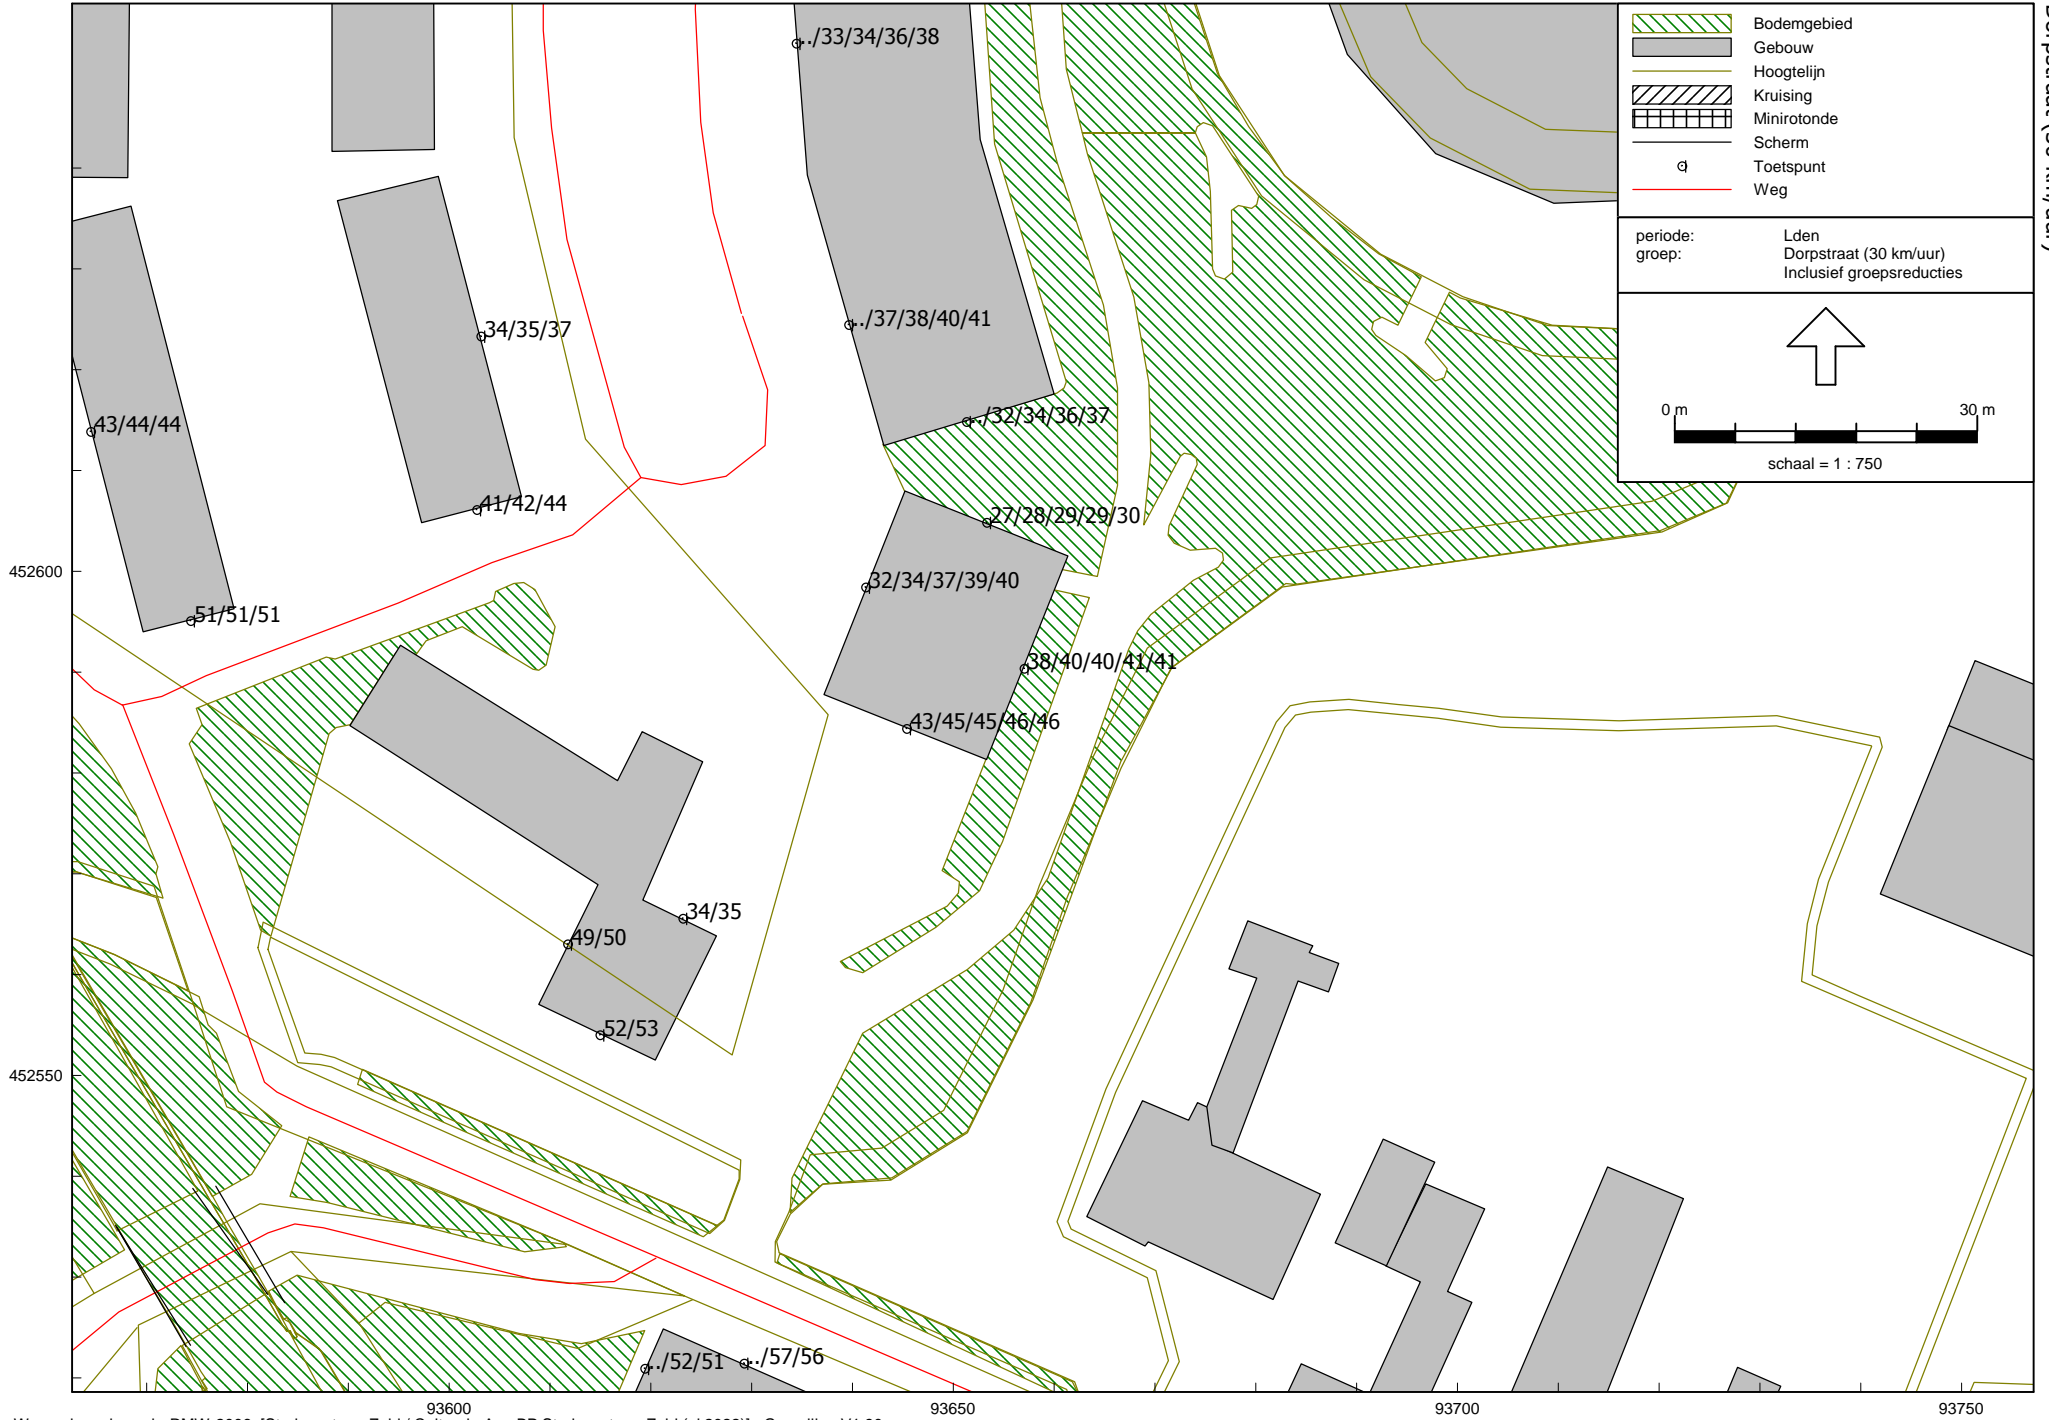 Bodemgebied
Gebouw
Hoogtelijn
Kruising
Minirotonde
Scherm
Toetspunt
Weg
periode: Lden
groep: Dorpstraat (30 km/uur)
Inclusief groepsreducties
0 m 30 m
schaal = 1 : 750
../33/34/36/38
../37/38/40/41
34/35/37
43/44/44
../32/34/36/37
41/42/44
27/28/29/29/30
32/34/37/39/40
51/51/51
38/40/40/41/41
43/45/45/46/46
34/35
49/50
52/53
../52/51
../57/56
452600
452550
93600
93650
93700
93750